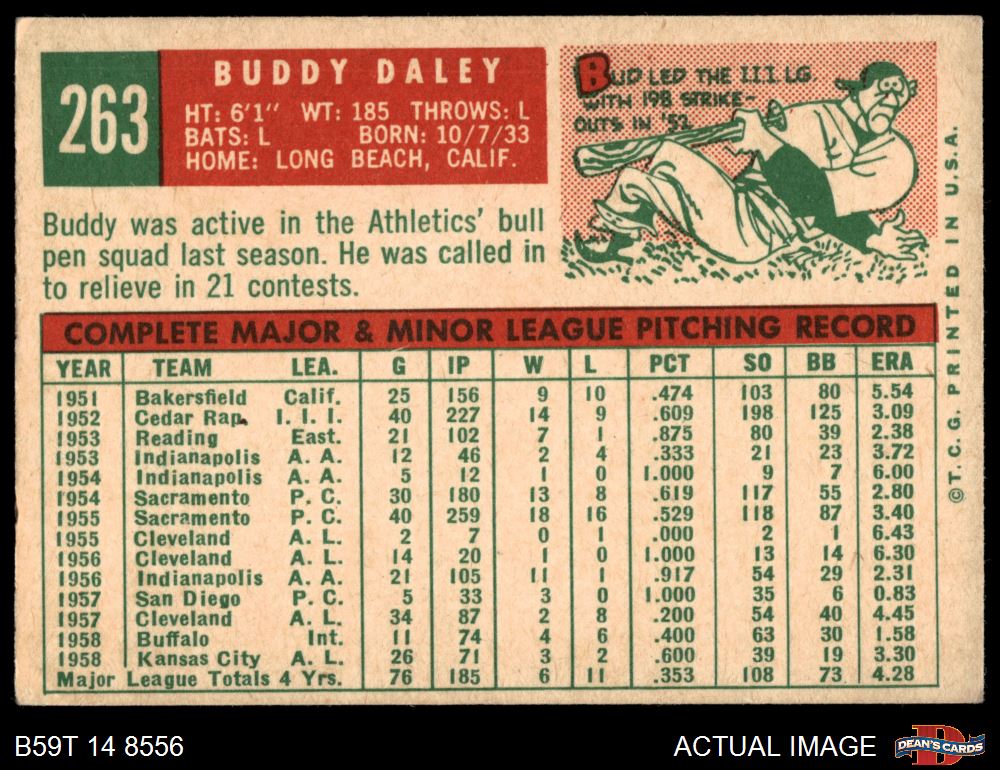 263
BUDDY DALEY
HT: 6'1" WT: 185 THROWS: L
BATS: L BORN: 10/7/33
HOME: LONG BEACH, CALIF.
BUD LED THE III LG.
WITH 198 STRIKE-
OUTS IN '52.
Buddy was active in the Athletics' bull
pen squad last season. He was called in
to relieve in 21 contests.
COMPLETE MAJOR & MINOR LEAGUE PITCHING RECORD
YEAR TEAM LEA. G IP W L PCT SO BB ERA
1951 Bakersfield Calif. 25 156 9 10 .474 103 80 5.54
1952 Cedar Rap. I. I. I. 40 227 14 9 .609 198 125 3.09
1953 Reading East. 21 102 7 1 .875 80 39 2.38
1953 Indianapolis A. A. 12 46 2 4 .333 21 23 3.72
1954 Indianapolis A. A. 5 12 1 0 1.000 9 7 6.00
1954 Sacramento P. C. 30 180 13 8 .619 117 55 2.80
1955 Sacramento P. C. 40 259 18 16 .529 118 87 3.40
1955 Cleveland A. L. 2 7 0 1 .000 2 1 6.43
1956 Cleveland A. L. 14 20 1 0 1.000 13 14 6.30
1956 Indianapolis A. A. 21 105 11 1 .917 54 29 2.31
1957 San Diego P. C. 5 33 3 0 1.000 35 6 0.83
1957 Cleveland A. L. 34 87 2 8 .200 54 40 4.45
1958 Buffalo Int. 11 74 4 6 .400 63 30 1.58
1958 Kansas City A. L. 26 71 3 2 .600 39 19 3.30
Major League Totals 4 Yrs. 76 185 6 11 .353 108 73 4.28
© T. C. G. PRINTED IN U.S.A.
B59T 14 8556
ACTUAL IMAGE
D
DEAN'S CARDS